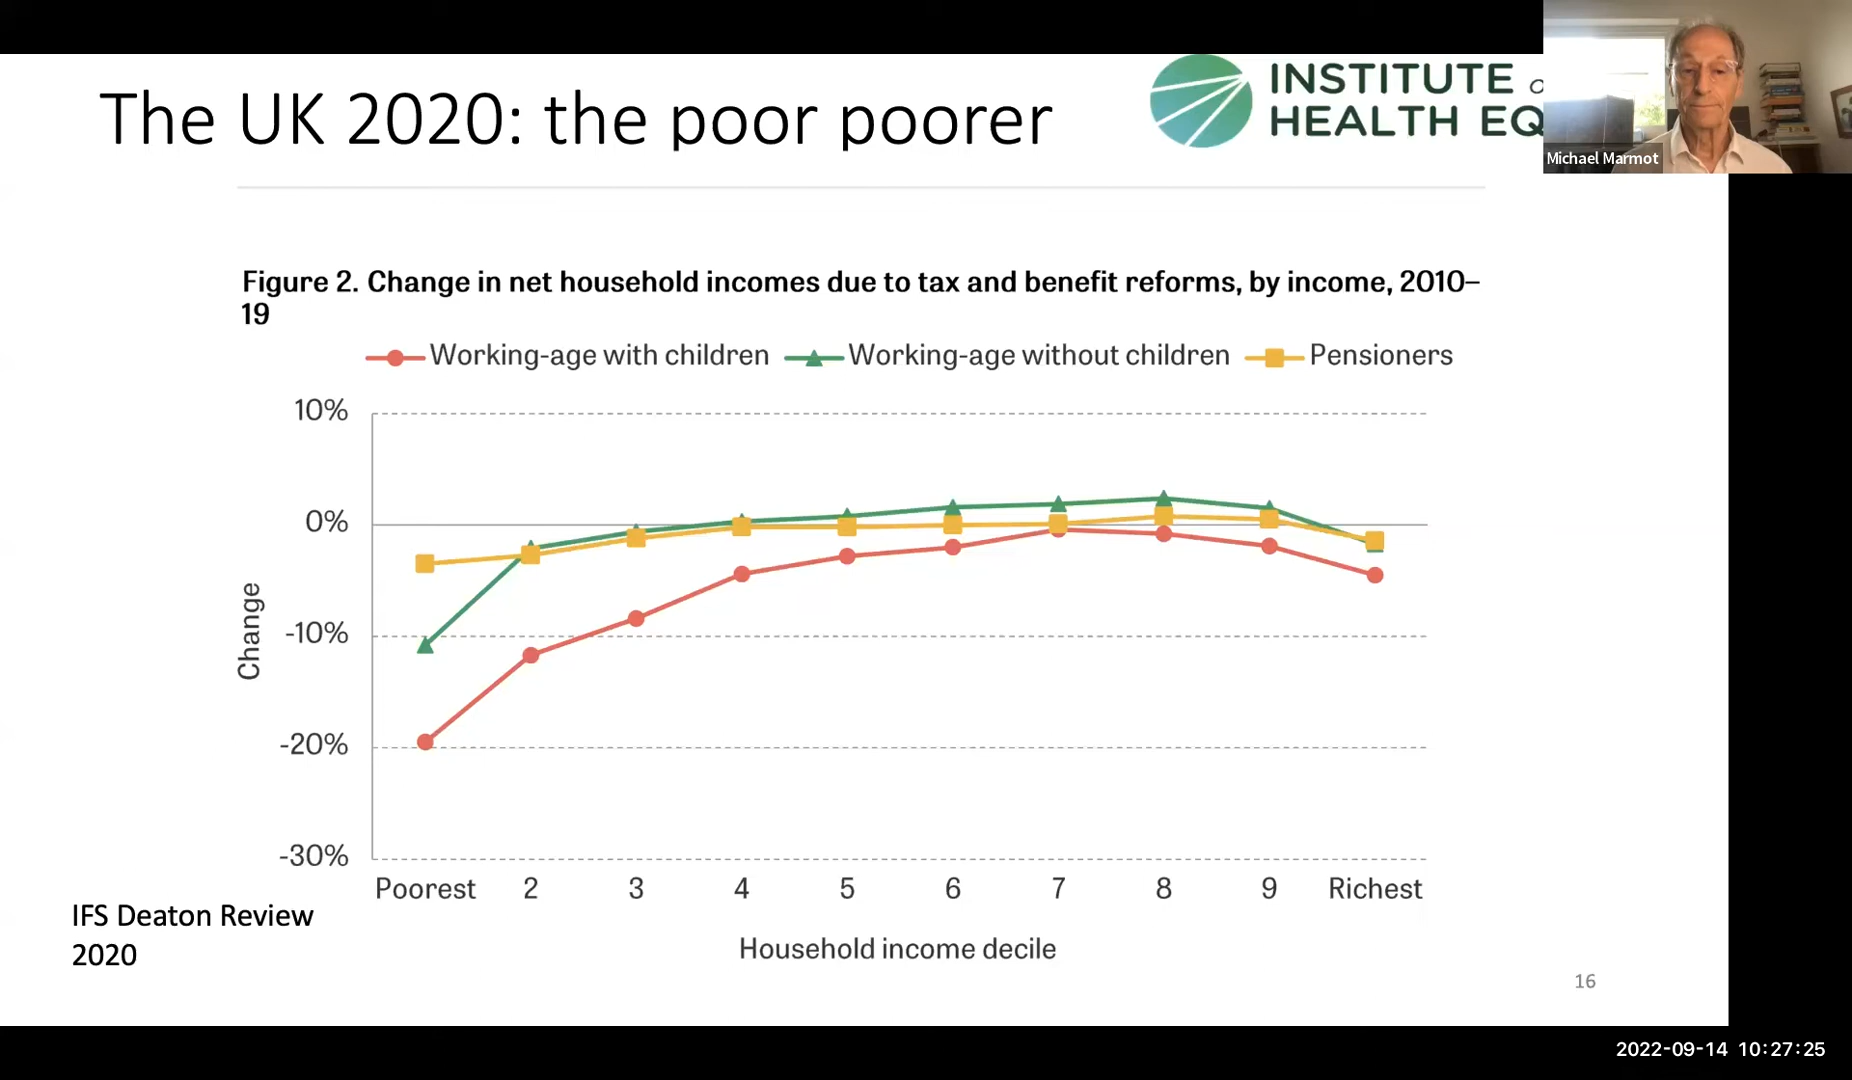 The UK 2020: the poor poorer
INSTITUTE
HEALTH EQ
Michael Marmot
Figure 2. Change in net household incomes due to tax and benefit reforms, by income, 2010–
19
Working-age with children Working-age without children Pensioners
10%
0%
-10%
-20%
-30%
Change
Poorest 2 3 4 5 6 7 8 9 Richest
Household income decile
IFS Deaton Review
2020
16
2022-09-14 10:27:25